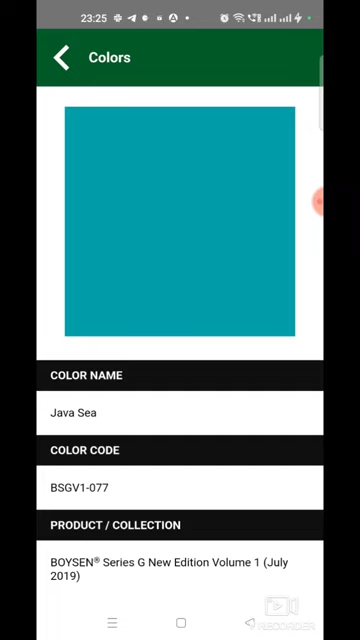 23:25
Colors
COLOR NAME
Java Sea
COLOR CODE
BSGV1-077
PRODUCT / COLLECTION
BOYSEN® Series G New Edition Volume 1 (July
2019)
RECORDER